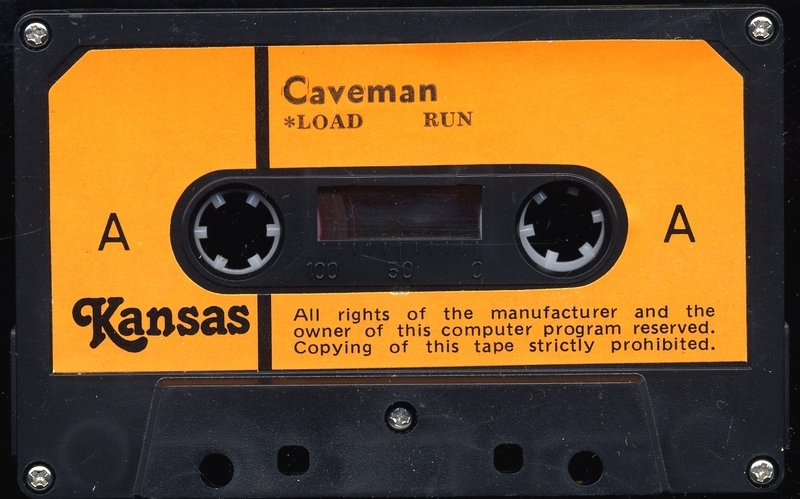 Caveman
*LOAD RUN
A
A
100 50 0
Kansas
All rights of the manufacturer and the
owner of this computer program reserved.
Copying of this tape strictly prohibited.